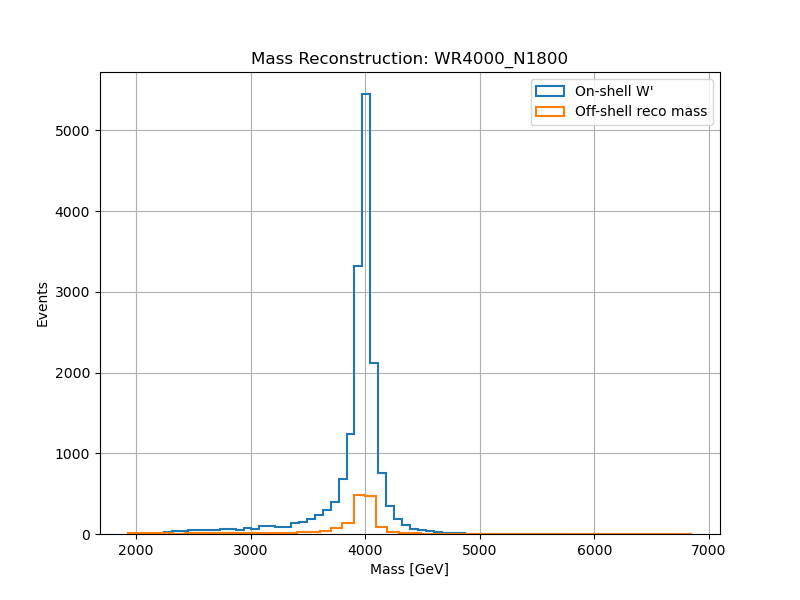 Mass Reconstruction: WR4000_N1800
On-shell W'
Off-shell reco mass
Events
5000
4000
3000
2000
1000
0
2000 3000 4000 5000 6000 7000
Mass [GeV]